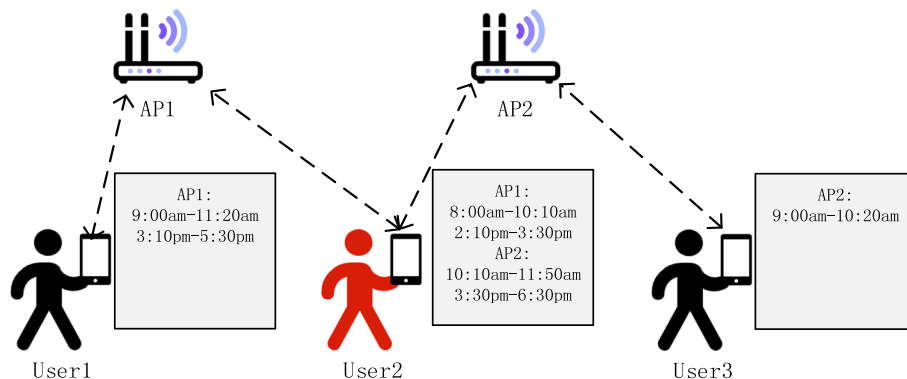 AP1
AP2
AP1:
9:00am-11:20am
3:10pm-5:30pm
AP1:
8:00am-10:10am
2:10pm-3:30pm
AP2:
10:10am-11:50am
3:30pm-6:30pm
AP2:
9:00am-10:20am
User1
User2
User3